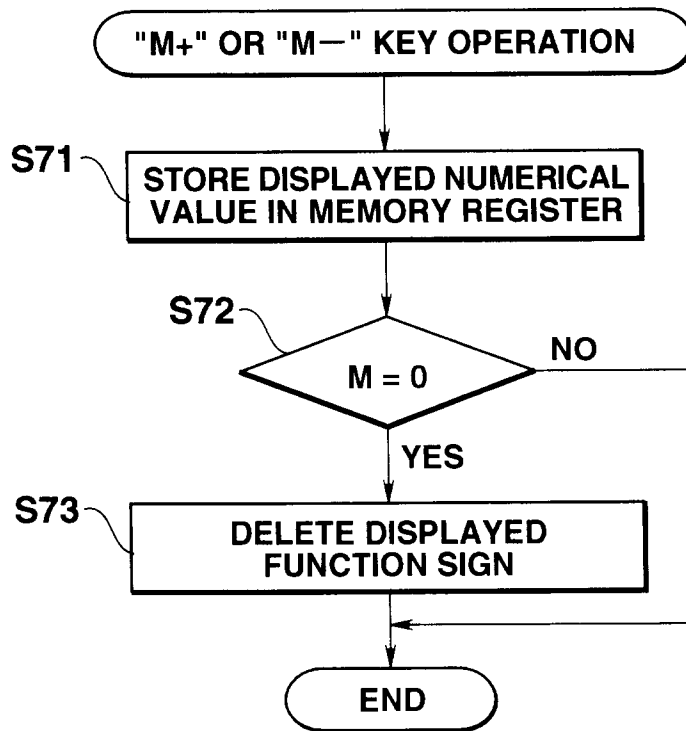 "M+" OR "M—" KEY OPERATION
S71
STORE DISPLAYED NUMERICAL
VALUE IN MEMORY REGISTER
S72
M = 0
NO
YES
S73
DELETE DISPLAYED
FUNCTION SIGN
END